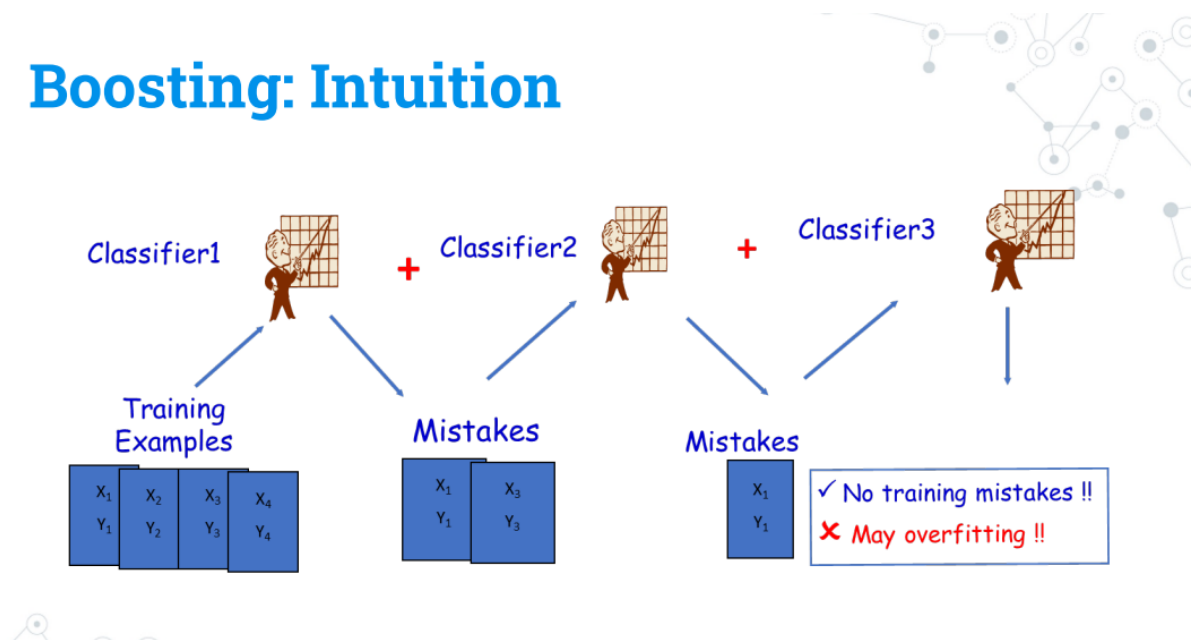 Boosting: Intuition
Classifier1
+
Classifier2
+
Classifier3
Training
Examples
X₁
Y₁
X₂
Y₂
X₃
Y₃
X₄
Y₄
Mistakes
X₁
Y₁
X₃
Y₃
Mistakes
X₁
Y₁
✓ No training mistakes !!
✘ May overfitting !!